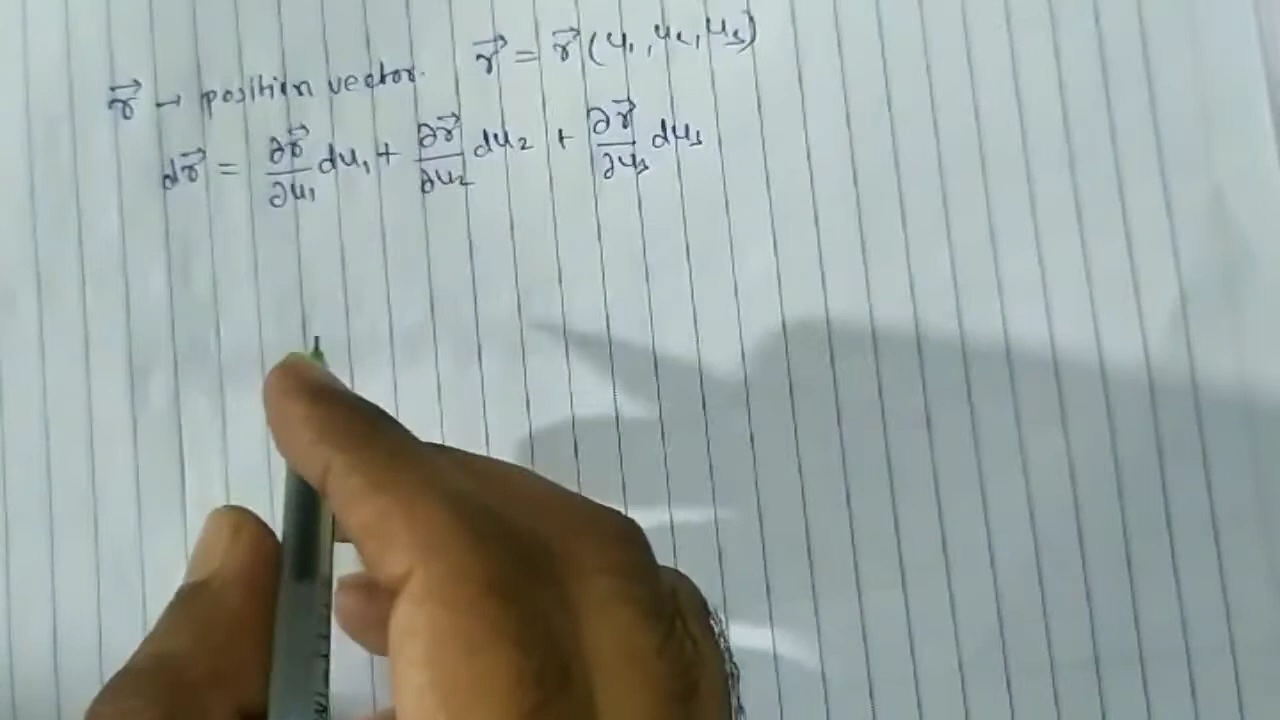 r⃗ → position vector. r⃗ = r⃗ (u₁, u₂, u₃)
dr⃗ = ∂r⃗/∂u₁ du₁ + ∂r⃗/∂u₂ du₂ + ∂r⃗/∂u₃ du₃